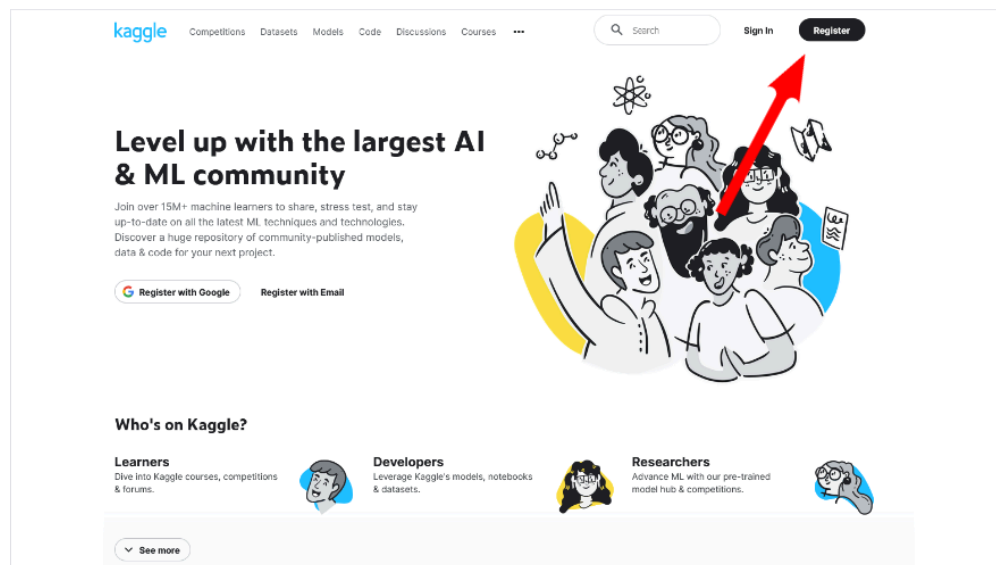 kaggle Competitions Datasets Models Code Discussions Courses ••• Search Sign In Register
Level up with the largest AI
& ML community
Join over 15M+ machine learners to share, stress test, and stay
up-to-date on all the latest ML techniques and technologies.
Discover a huge repository of community-published models,
data & code for your next project.
Register with Google Register with Email
Who's on Kaggle?
Learners
Dive into Kaggle courses, competitions
& forums.
Developers
Leverage Kaggle's models, notebooks
& datasets.
Researchers
Advance ML with our pre-trained
model hub & competitions.
See more